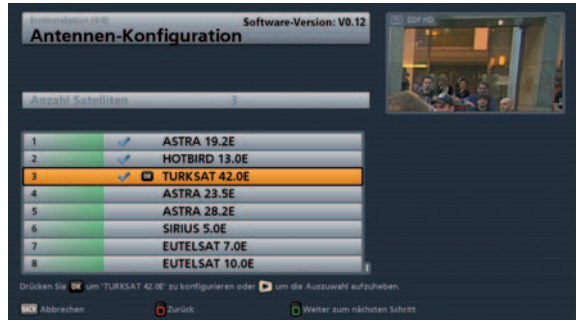 Erstinstallation (4/8)
Software-Version: V0.12
Antennen-Konfiguration
ZDF HD
Anzahl Satelliten 3
1 ASTRA 19.2E
2 HOTBIRD 13.0E
3 OK TURKSAT 42.0E
4 ASTRA 23.5E
5 ASTRA 28.2E
6 SIRIUS 5.0E
7 EUTELSAT 7.0E
8 EUTELSAT 10.0E
Drücken Sie OK um 'TURKSAT 42.0E' zu konfigurieren oder um die Auszuwahl aufzuheben.
BACK Abbrechen Zurück Weiter zum nächsten Schritt